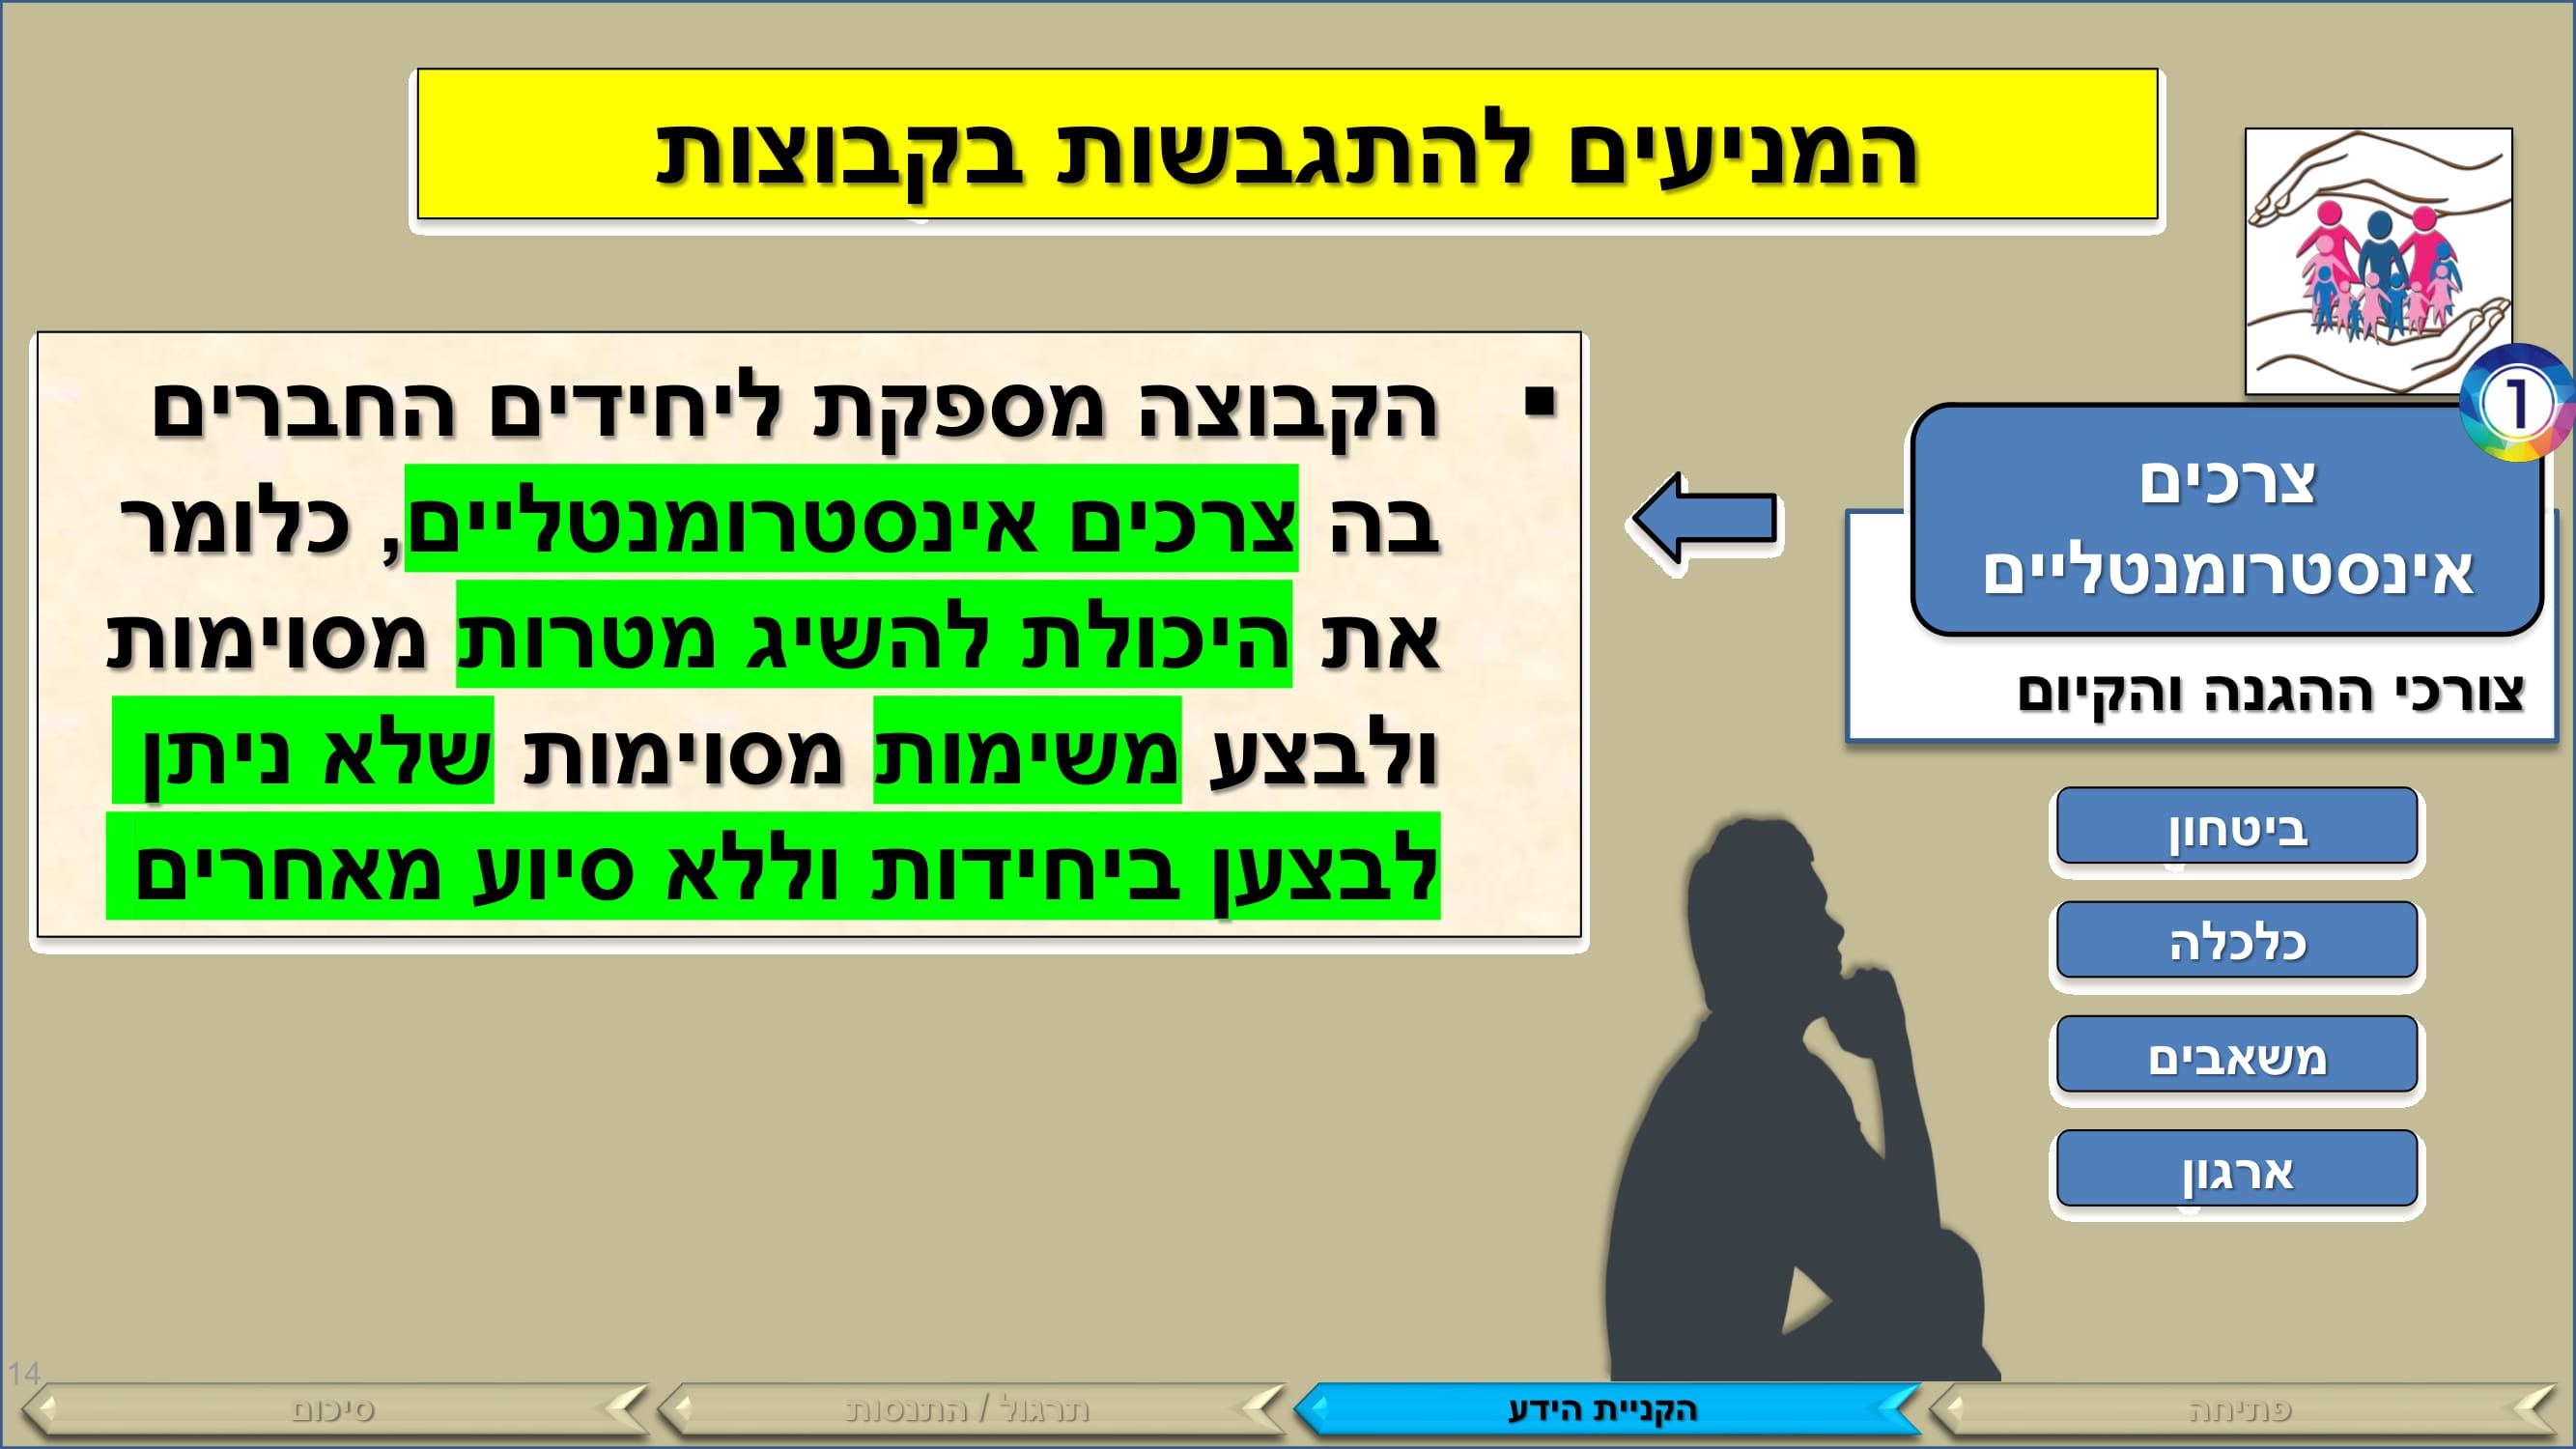 המניעים להתגבשות בקבוצות
1
צרכים
אינסטרומנטליים
צורכי ההגנה והקיום
▪ הקבוצה מספקת ליחידים החברים
בה צרכים אינסטרומנטליים, כלומר
את היכולת להשיג מטרות מסוימות
ולבצע משימות מסוימות שלא ניתן
לבצען ביחידות וללא סיוע מאחרים
ביטחון
כלכלה
משאבים
ארגון
פתיחה
הקניית הידע
תרגול / התנסות
סיכום
14